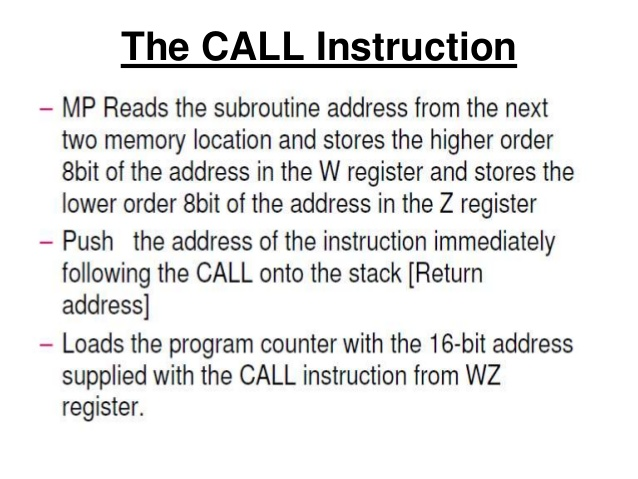 The CALL Instruction
– MP Reads the subroutine address from the next
two memory location and stores the higher order
8bit of the address in the W register and stores the
lower order 8bit of the address in the Z register
– Push the address of the instruction immediately
following the CALL onto the stack [Return
address]
– Loads the program counter with the 16-bit address
supplied with the CALL instruction from WZ
register.